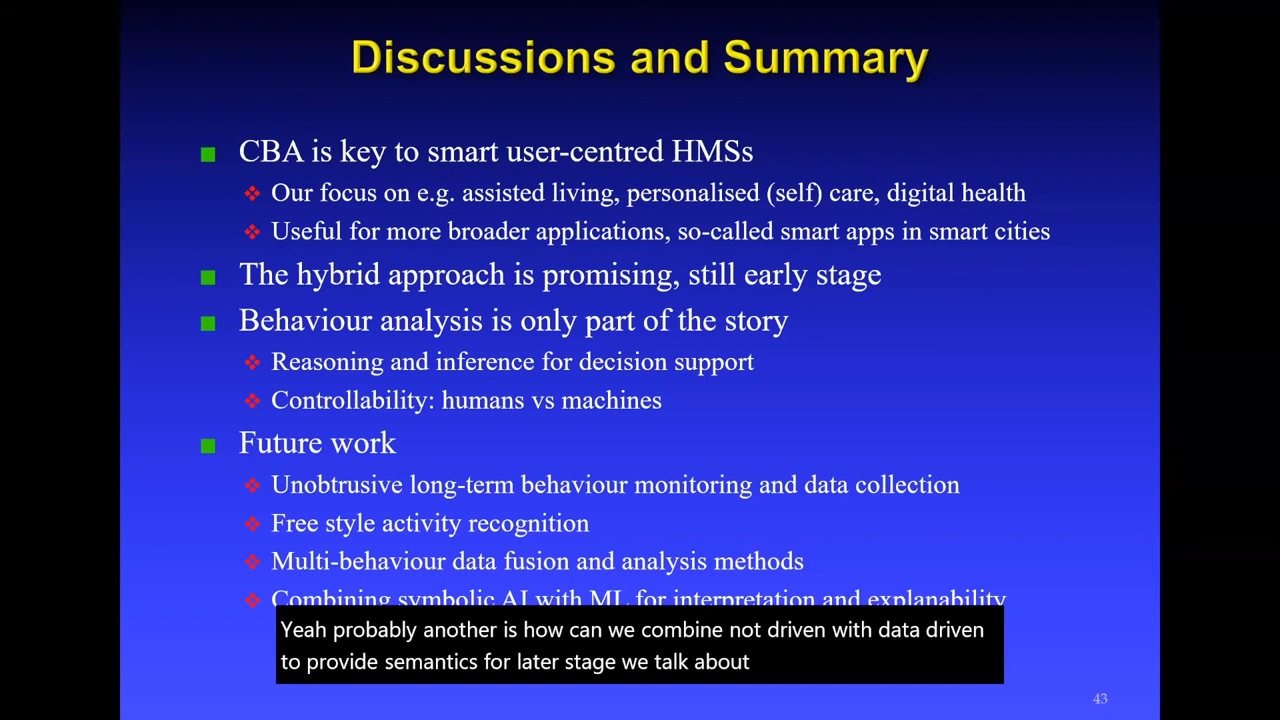 Discussions and Summary
CBA is key to smart user-centred HMSs
Our focus on e.g. assisted living, personalised (self) care, digital health
Useful for more broader applications, so-called smart apps in smart cities
The hybrid approach is promising, still early stage
Behaviour analysis is only part of the story
Reasoning and inference for decision support
Controllability: humans vs machines
Future work
Unobtrusive long-term behaviour monitoring and data collection
Free style activity recognition
Multi-behaviour data fusion and analysis methods
Combining symbolic AI with ML for interpretation and explanability
Yeah probably another is how can we combine not driven with data driven
to provide semantics for later stage we talk about
43